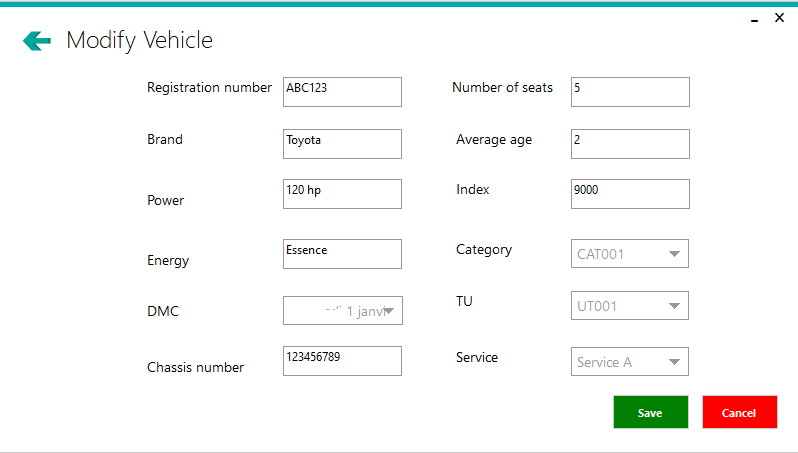 Modify Vehicle
Registration number ABC123 Number of seats 5
Brand Toyota Average age 2
Power 120 hp Index 9000
Energy Essence Category CAT001
DMC 1 janvi TU UT001
Chassis number 123456789 Service Service A
Save Cancel